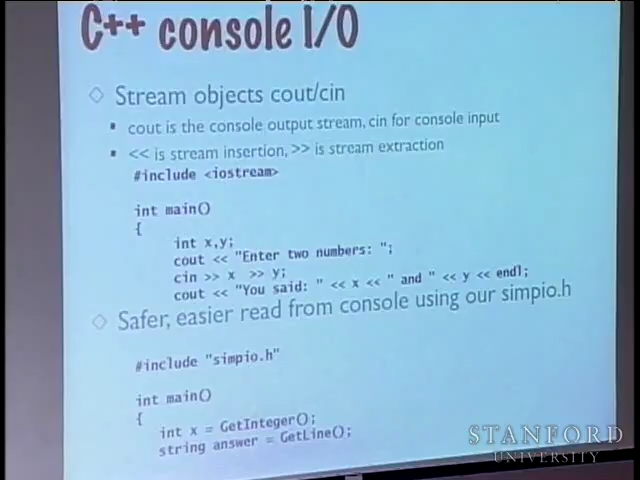 C++ console I/O
Stream objects cout/cin
cout is the console output stream, cin for console input
<< is stream insertion, >> is stream extraction
#include <iostream>
int main()
{
int x,y;
cout << "Enter two numbers: ";
cin >> x >> y;
cout << "You said: " << x << " and " << y << endl;
Safer, easier read from console using our simpio.h
#include "simpio.h"
int main()
{
int x = GetInteger();
string answer = GetLine();
STANFORD
UNIVERSITY